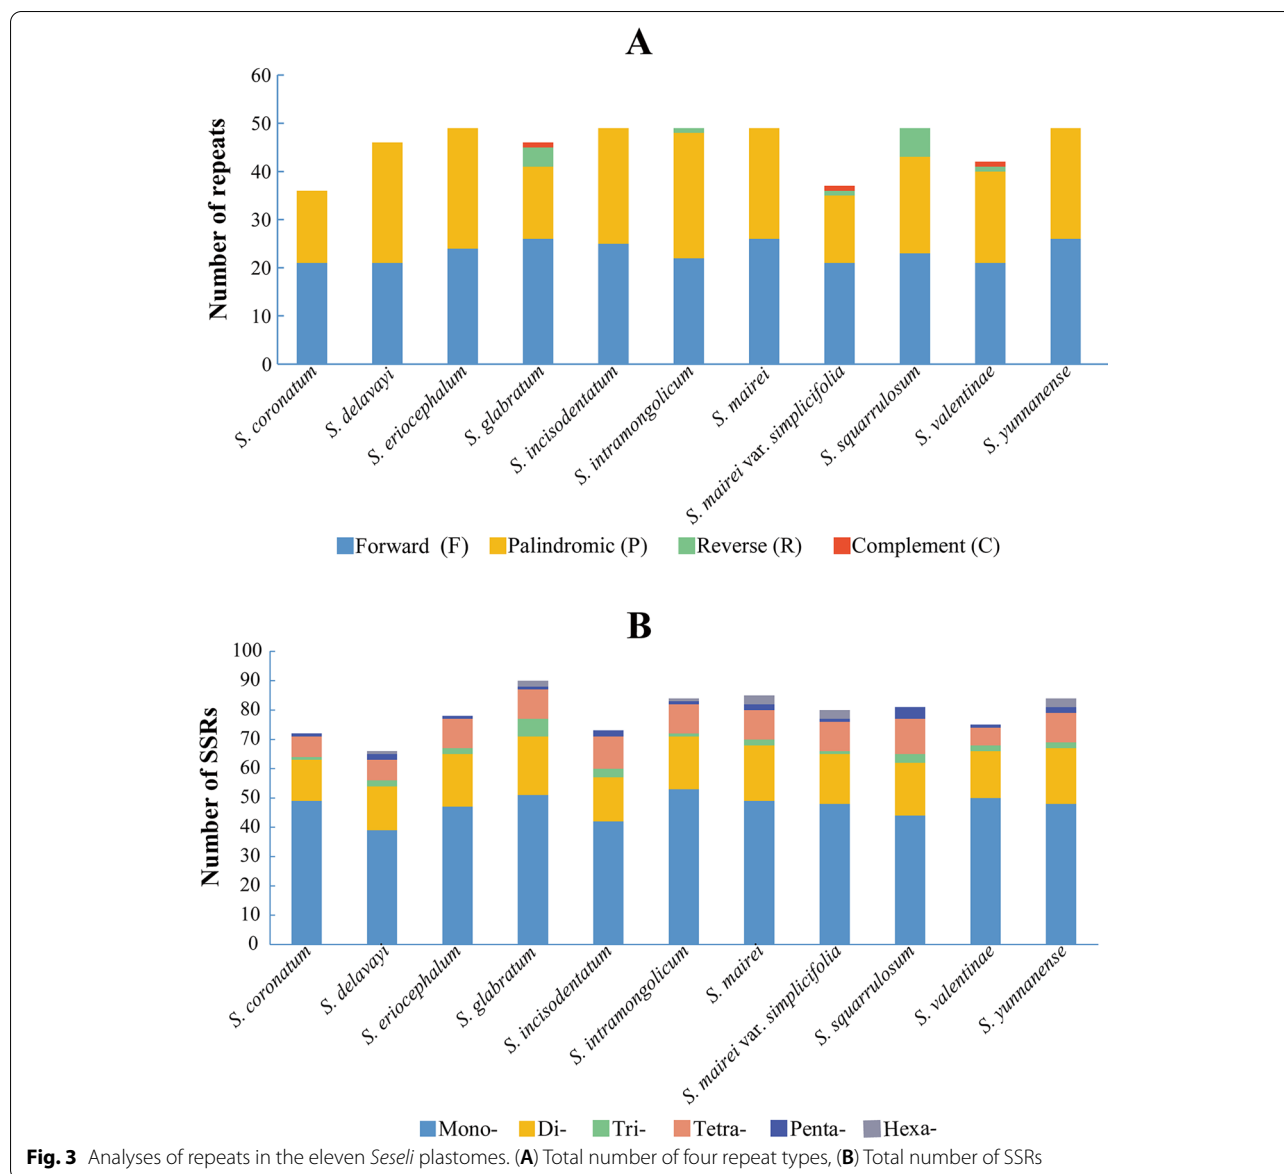 A
Number of repeats
60
50
40
30
20
10
0
S. coronatum
S. delavayi
S. eriocephalum
S. glabratum
S. incisodentatum
S. intramongolicum
S. mairei
S. mairei var. simplicifolia
S. squarrulosum
S. valentinae
S. yunnanense
Forward (F) Palindromic (P) Reverse (R) Complement (C)
B
Number of SSRs
100
90
80
70
60
50
40
30
20
10
0
S. coronatum
S. delavayi
S. eriocephalum
S. glabratum
S. incisodentatum
S. intramongolicum
S. mairei
S. mairei var. simplicifolia
S. squarrulosum
S. valentinae
S. yunnanense
Mono- Di- Tri- Tetra- Penta- Hexa-
Fig. 3 Analyses of repeats in the eleven Seseli plastomes. (A) Total number of four repeat types, (B) Total number of SSRs